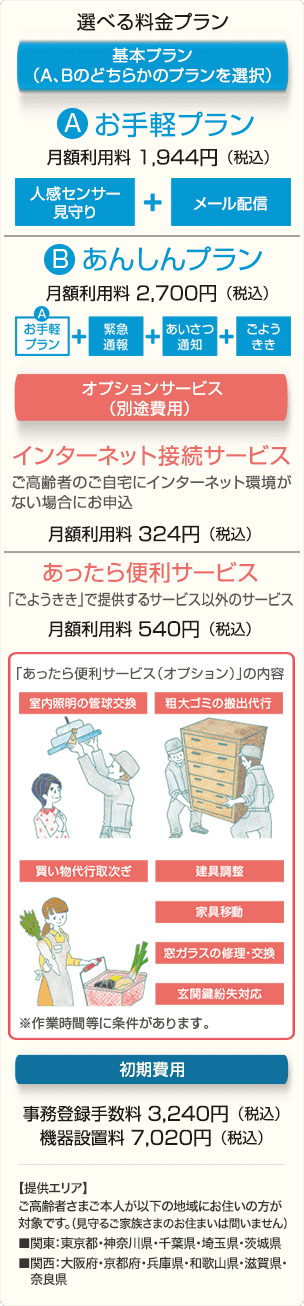 選べる料金プラン
基本プラン
（A、Bのどちらかのプランを選択）
A お手軽プラン
月額利用料 1,944円（税込）
人感センサー
見守り
+
メール配信
B あんしんプラン
月額利用料 2,700円（税込）
A
お手軽
プラン
+
緊急
通報
+
あいさつ
通知
+
ごよう
きき
オプションサービス
（別途費用）
インターネット接続サービス
ご高齢者のご自宅にインターネット環境が
ない場合にお申込
月額利用料 324円（税込）
あったら便利サービス
「ごようきき」で提供するサービス以外のサービス
月額利用料 540円（税込）
「あったら便利サービス（オプション）」の内容
室内照明の管球交換
粗大ゴミの搬出代行
買い物代行取次ぎ
建具調整
家具移動
窓ガラスの修理・交換
玄関鍵紛失対応
※作業時間等に条件があります。
初期費用
事務登録手数料 3,240円（税込）
機器設置料 7,020円（税込）
【提供エリア】
ご高齢者さまご本人が以下の地域にお住いの方が
対象です。（見守るご家族さまのお住まいは問いません）
■関東：東京都・神奈川県・千葉県・埼玉県・茨城県
■関西：大阪府・京都府・兵庫県・和歌山県・滋賀県・
奈良県